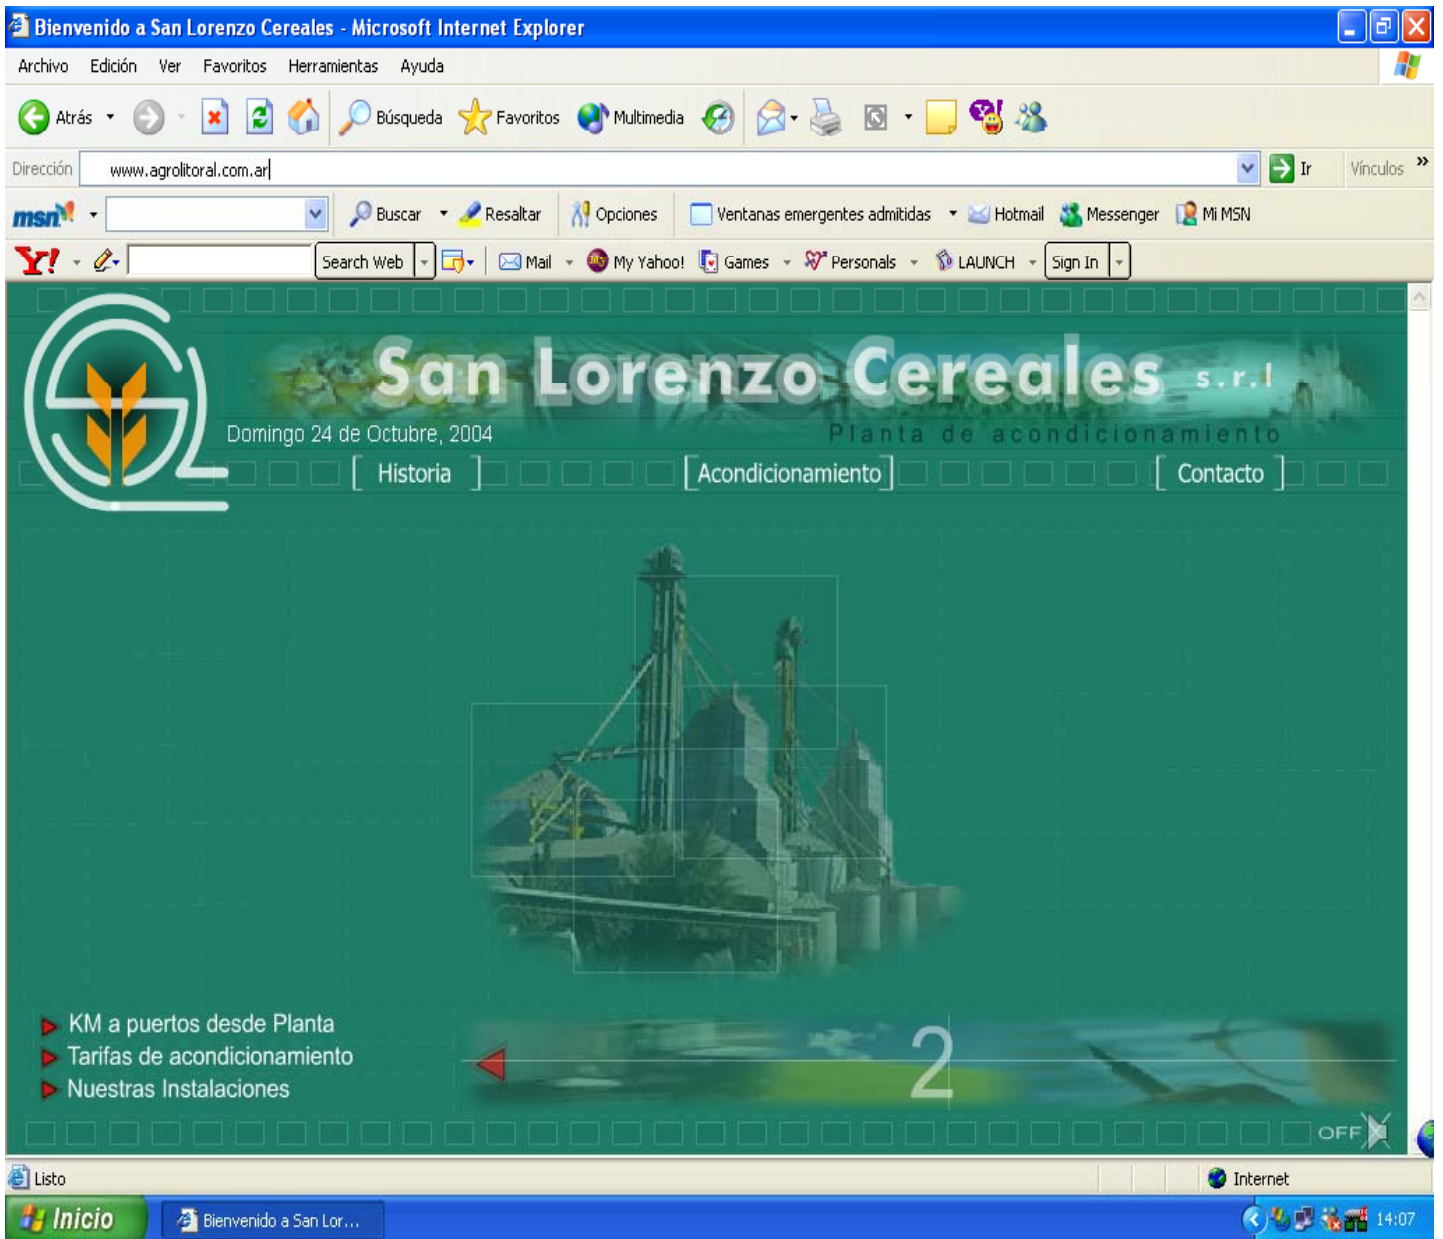 Bienvenido a San Lorenzo Cereales - Microsoft Internet Explorer
Archivo Edición Ver Favoritos Herramientas Ayuda
Atrás Búsqueda Favoritos Multimedia
Dirección www.agrolitoral.com.ar Ir Vínculos »
msn Buscar Resaltar Opciones Ventanas emergentes admitidas Hotmail Messenger Mi MSN
Y! Search Web Mail My Yahoo! Games Personals LAUNCH Sign In
San Lorenzo Cereales s.r.l
Domingo 24 de Octubre, 2004 Planta de acondicionamiento
[ Historia ] [Acondicionamiento] [ Contacto ]
KM a puertos desde Planta
Tarifas de acondicionamiento
Nuestras Instalaciones
2
OFF
Listo Internet
Inicio Bienvenido a San Lor... 14:07